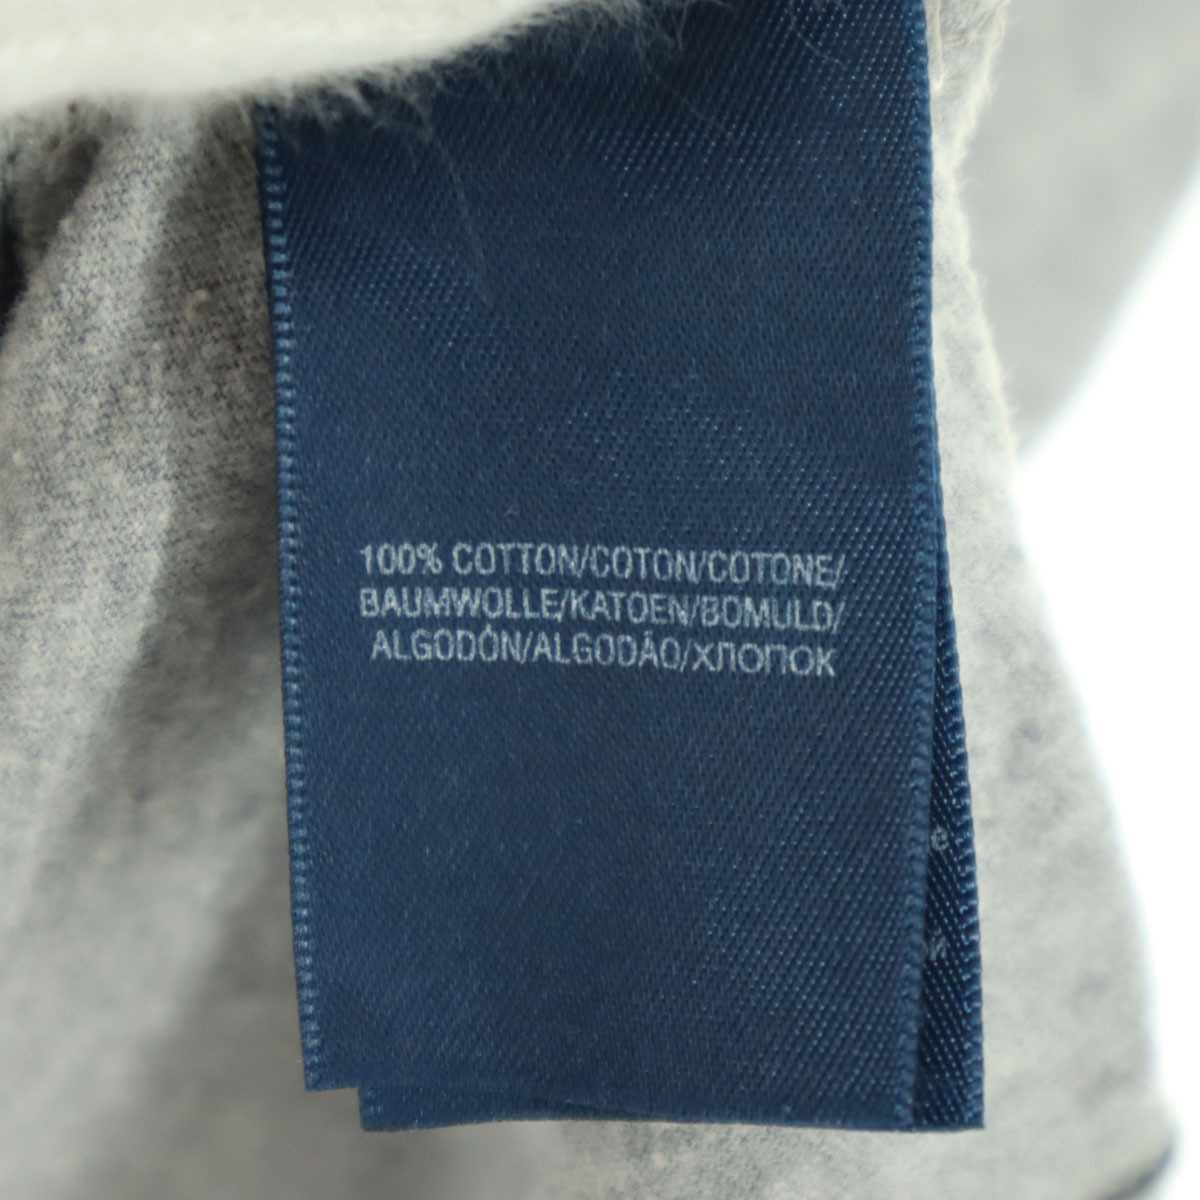 100% COTTON/COTON/COTONE/
BAUMWOLLE/KATOEN/BOMULD/
ALGODÓN/ALGODÃO/ХЛОПОК